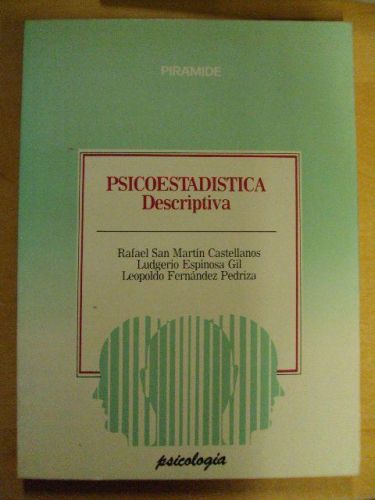 PIRAMIDE
PSICOESTADISTICA
Descriptiva
Rafael San Martín Castellanos
Ludgerio Espinosa Gil
Leopoldo Fernández Pedriza
psicología